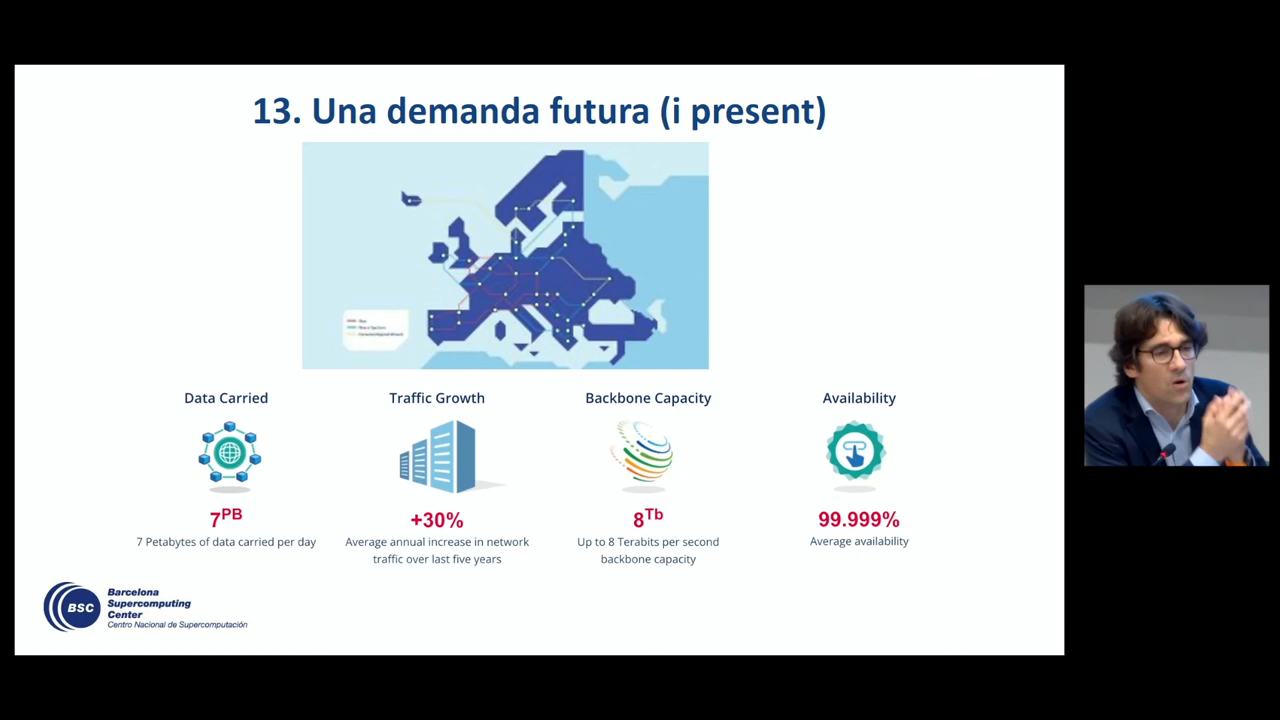 13. Una demanda futura (i present)
Data Carried
Traffic Growth
Backbone Capacity
Availability
7PB
+30%
8Tb
99.999%
7 Petabytes of data carried per day
Average annual increase in network
traffic over last five years
Up to 8 Terabits per second
backbone capacity
Average availability
BSC
Barcelona
Supercomputing
Center
Centro Nacional de Supercomputación